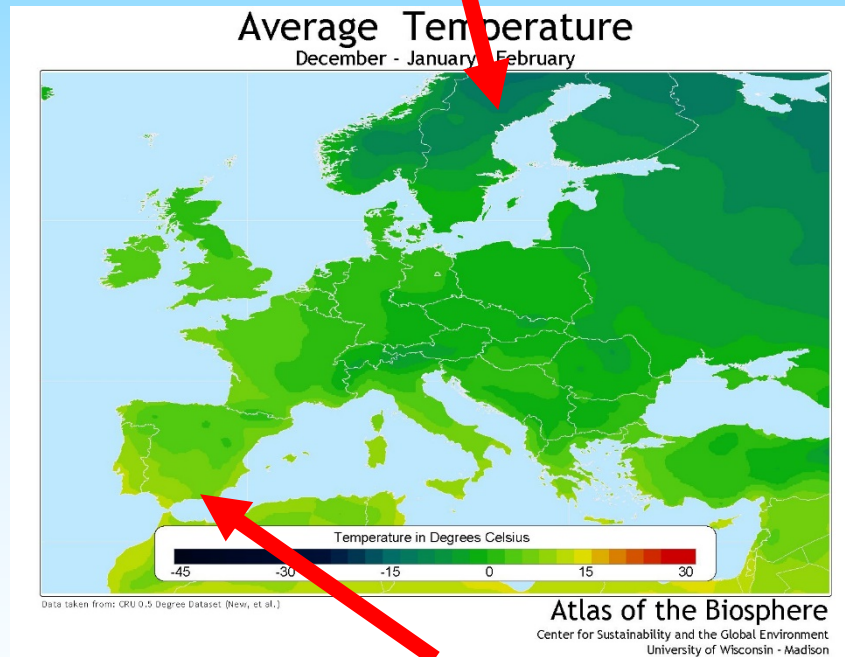 Average Temperature
December - January - February
Temperature in Degrees Celsius
-45 -30 -15 0 15 30
Data taken from: CRU 0.5 Degree Dataset (New, et al.)
Atlas of the Biosphere
Center for Sustainability and the Global Environment
University of Wisconsin - Madison